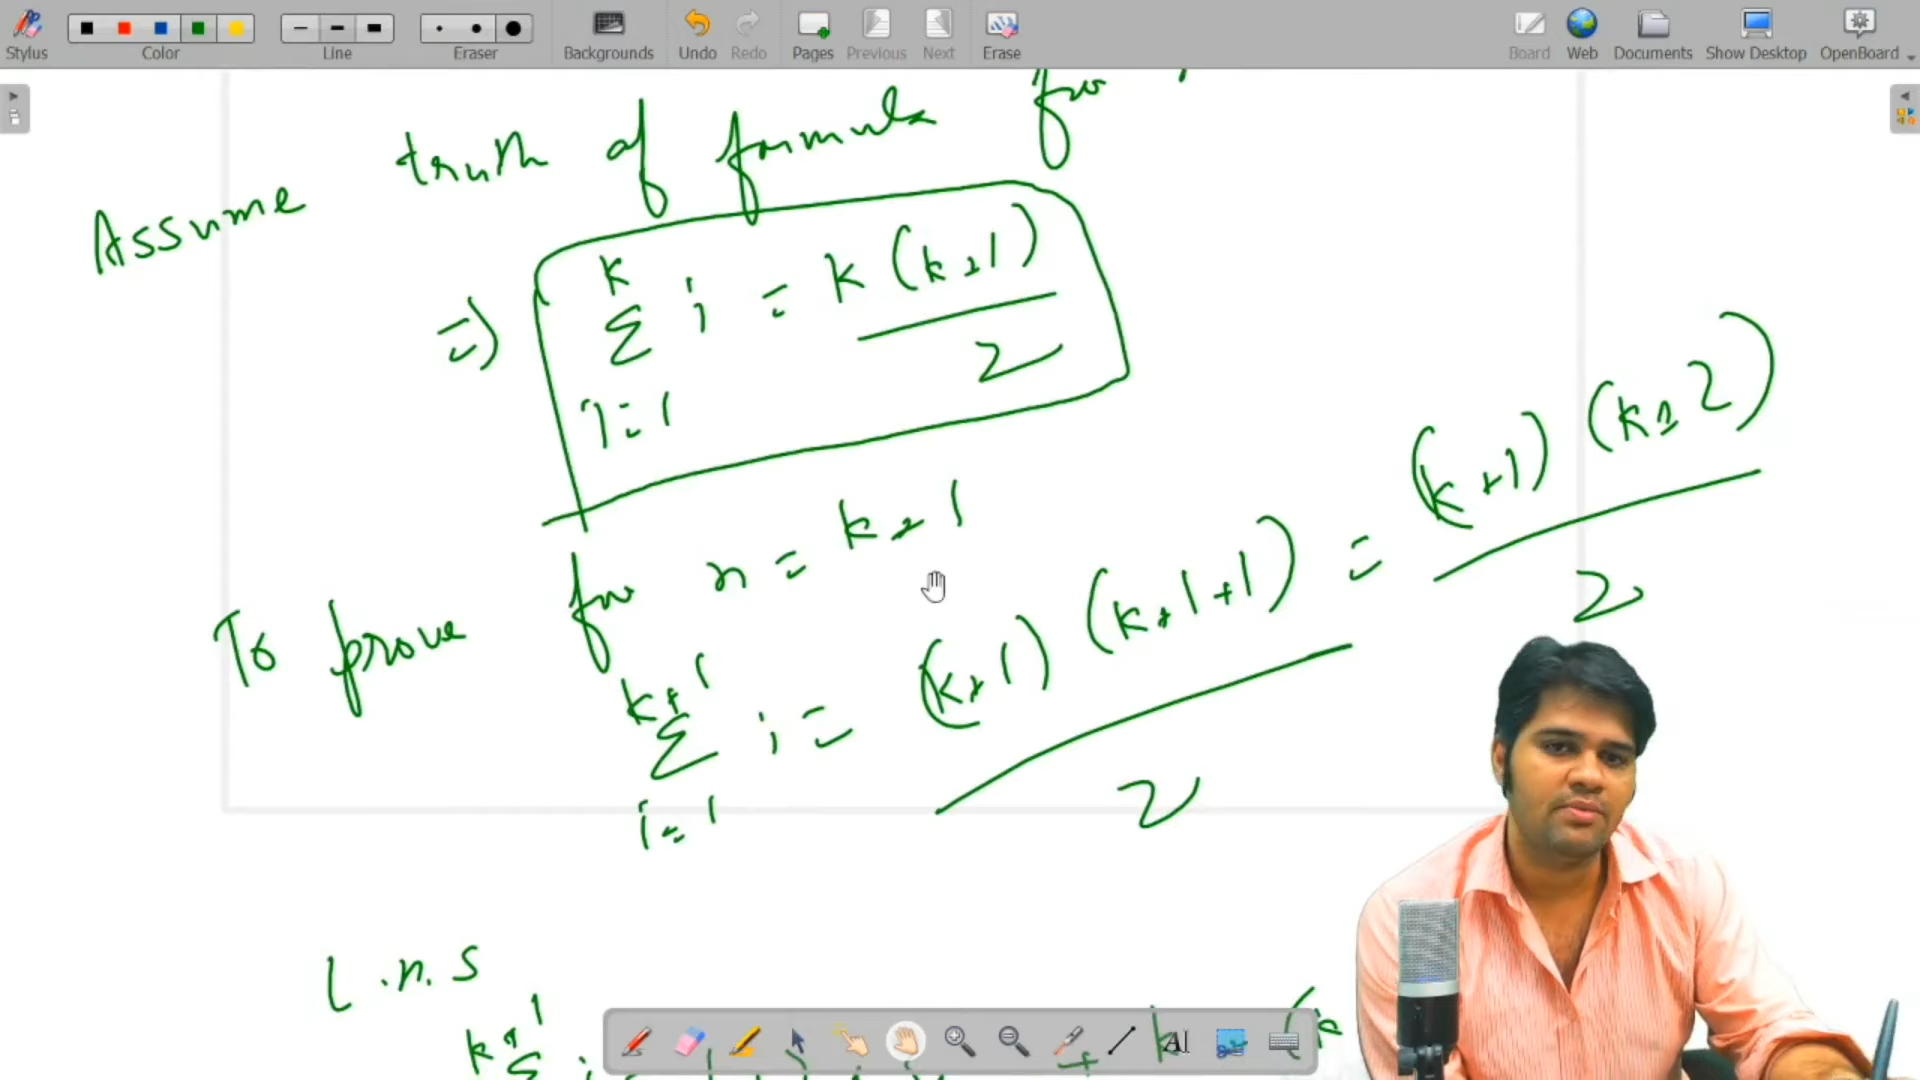 Stylus Color Line Eraser Backgrounds Undo Redo Pages Previous Next Erase Board Web Documents Show Desktop OpenBoard
Assume truth of formula for
=> K Σ i=1 i = k (k+1) / 2
To prove for n = k+1
k+1 Σ i=1 i = (k+1) (k+1+1) / 2 = (k+1) (k+2) / 2
L.H.S
k+1 Σ